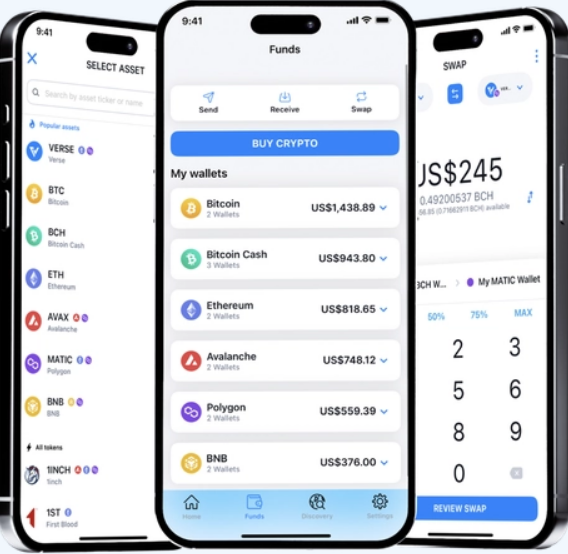 9:41
SELECT ASSET
Search by asset ticker or name
Popular assets
VERSE
Verse
BTC
Bitcoin
BCH
Bitcoin Cash
ETH
Ethereum
AVAX
Avalanche
MATIC
Polygon
BNB
BNB
All tokens
1INCH
1inch
1ST
First Blood
9:41
Funds
Send Receive Swap
BUY CRYPTO
My wallets
Bitcoin
2 Wallets
US$1,438.89
Bitcoin Cash
3 Wallets
US$943.80
Ethereum
2 Wallets
US$818.65
Avalanche
2 Wallets
US$748.12
Polygon
2 Wallets
US$559.39
BNB
2 Wallets
US$376.00
Home Funds Discovery Settings
SWAP
US$245
0.49200537 BCH
available
BCH W... My MATIC Wallet
50% 75% MAX
2 3
5 6
8 9
0
REVIEW SWAP